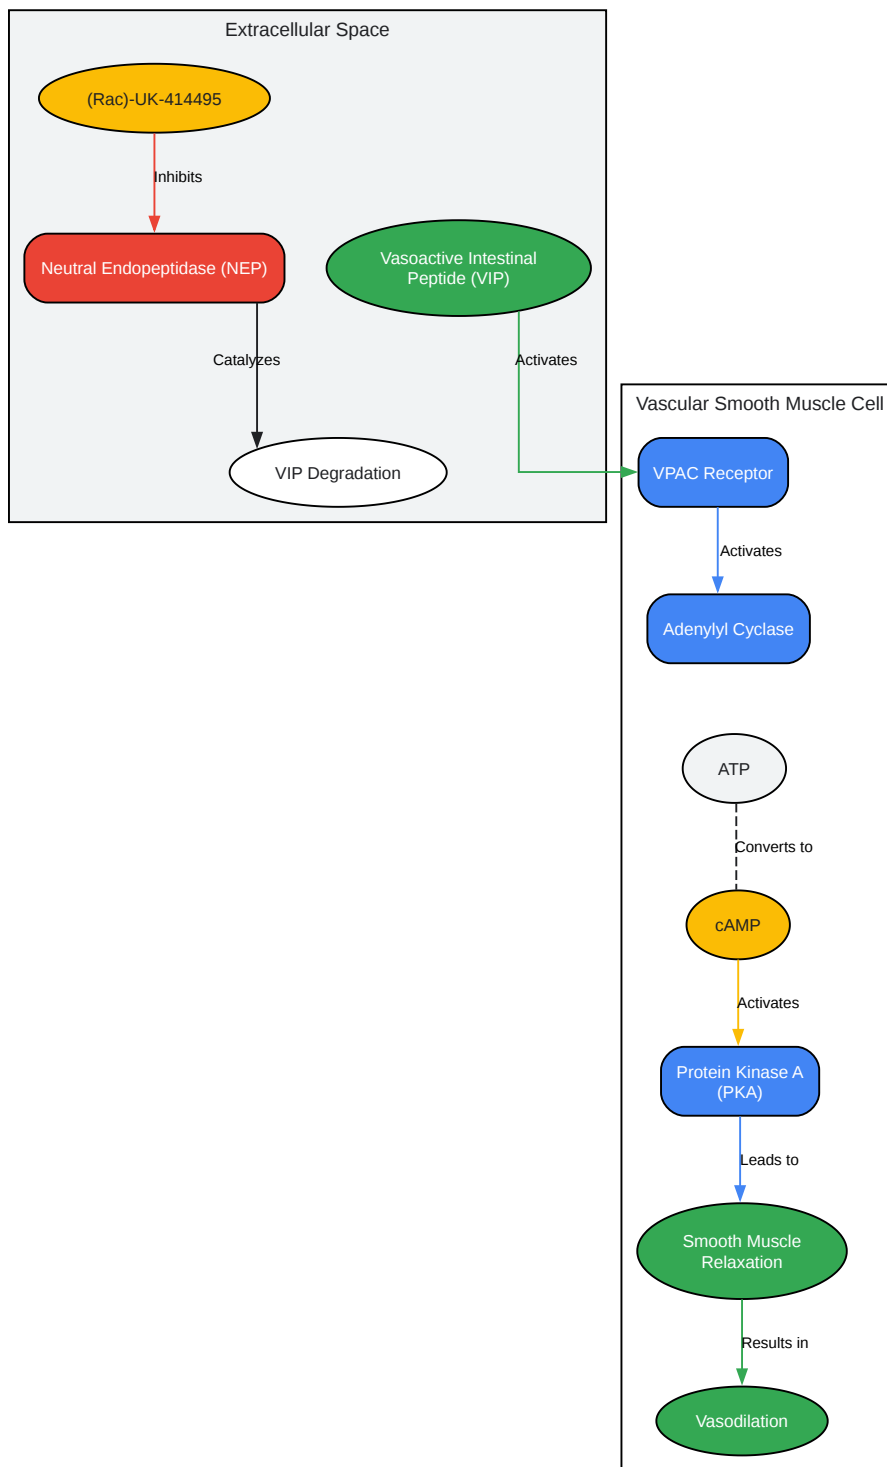 Extracellular Space
(Rac)-UK-414495
Inhibits
Neutral Endopeptidase (NEP)
Vasoactive Intestinal
Peptide (VIP)
Catalyzes
Activates
VIP Degradation
Vascular Smooth Muscle Cell
VPAC Receptor
Activates
Adenylyl Cyclase
ATP
Converts to
cAMP
Activates
Protein Kinase A
(PKA)
Leads to
Smooth Muscle
Relaxation
Results in
Vasodilation